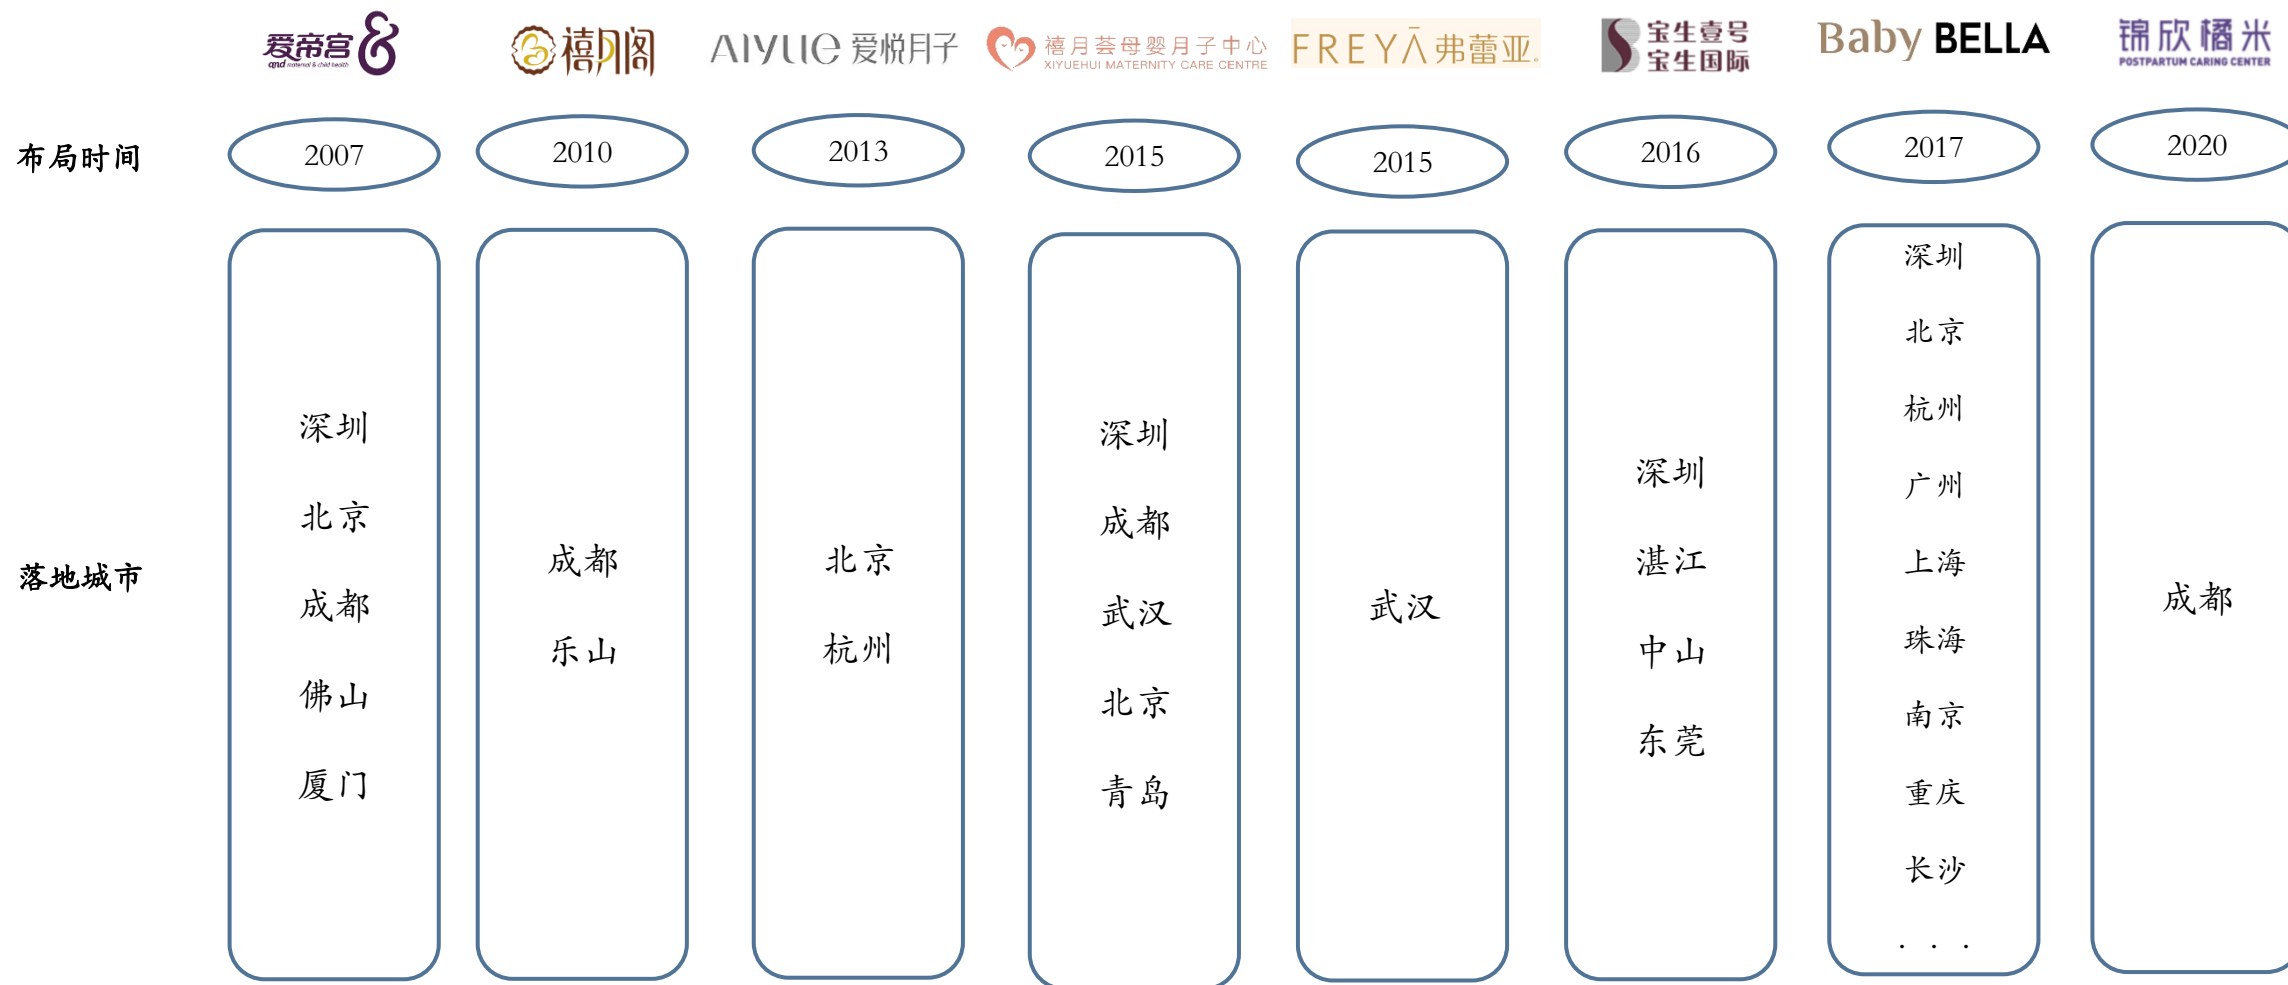 爱帝宫
and maternal & child health
禧月阁
AIYUE 爱悦月子
禧月荟母婴月子中心
XIYUEHUI MATERNITY CARE CENTRE
FREYĀ 弗蕾亚
宝生壹号
宝生国际
Baby BELLA
锦欣橘米
POSTPARTUM CARING CENTER
布局时间
2007
2010
2013
2015
2015
2016
2017
2020
落地城市
深圳
北京
成都
佛山
厦门
成都
乐山
北京
杭州
深圳
成都
武汉
北京
青岛
武汉
深圳
湛江
中山
东莞
深圳
北京
杭州
广州
上海
珠海
南京
重庆
长沙
. . .
成都